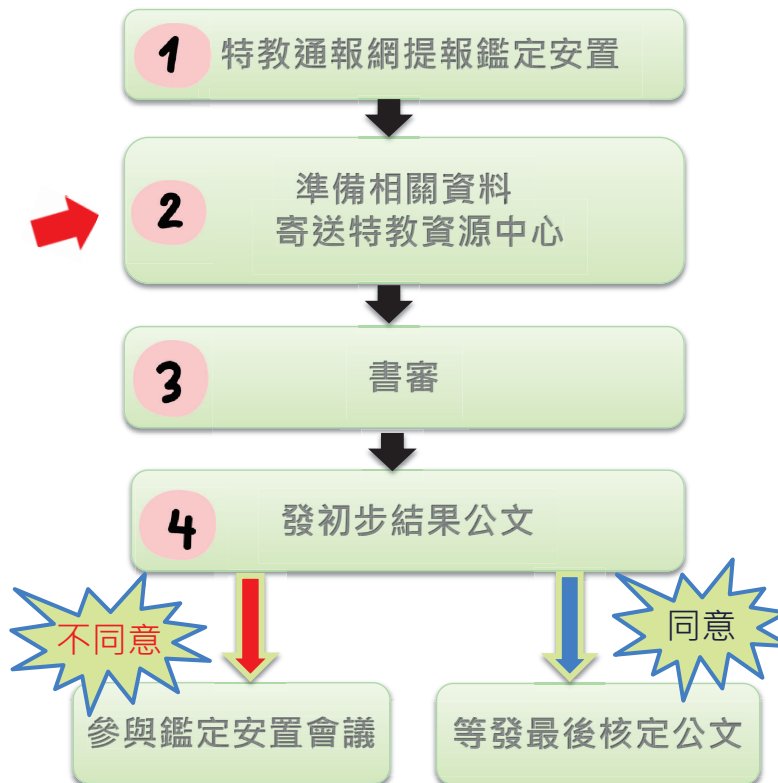 1 特教通報網提報鑑定安置
2 準備相關資料
寄送特教資源中心
3 書審
4 發初步結果公文
不同意
同意
參與鑑定安置會議
等發最後核定公文